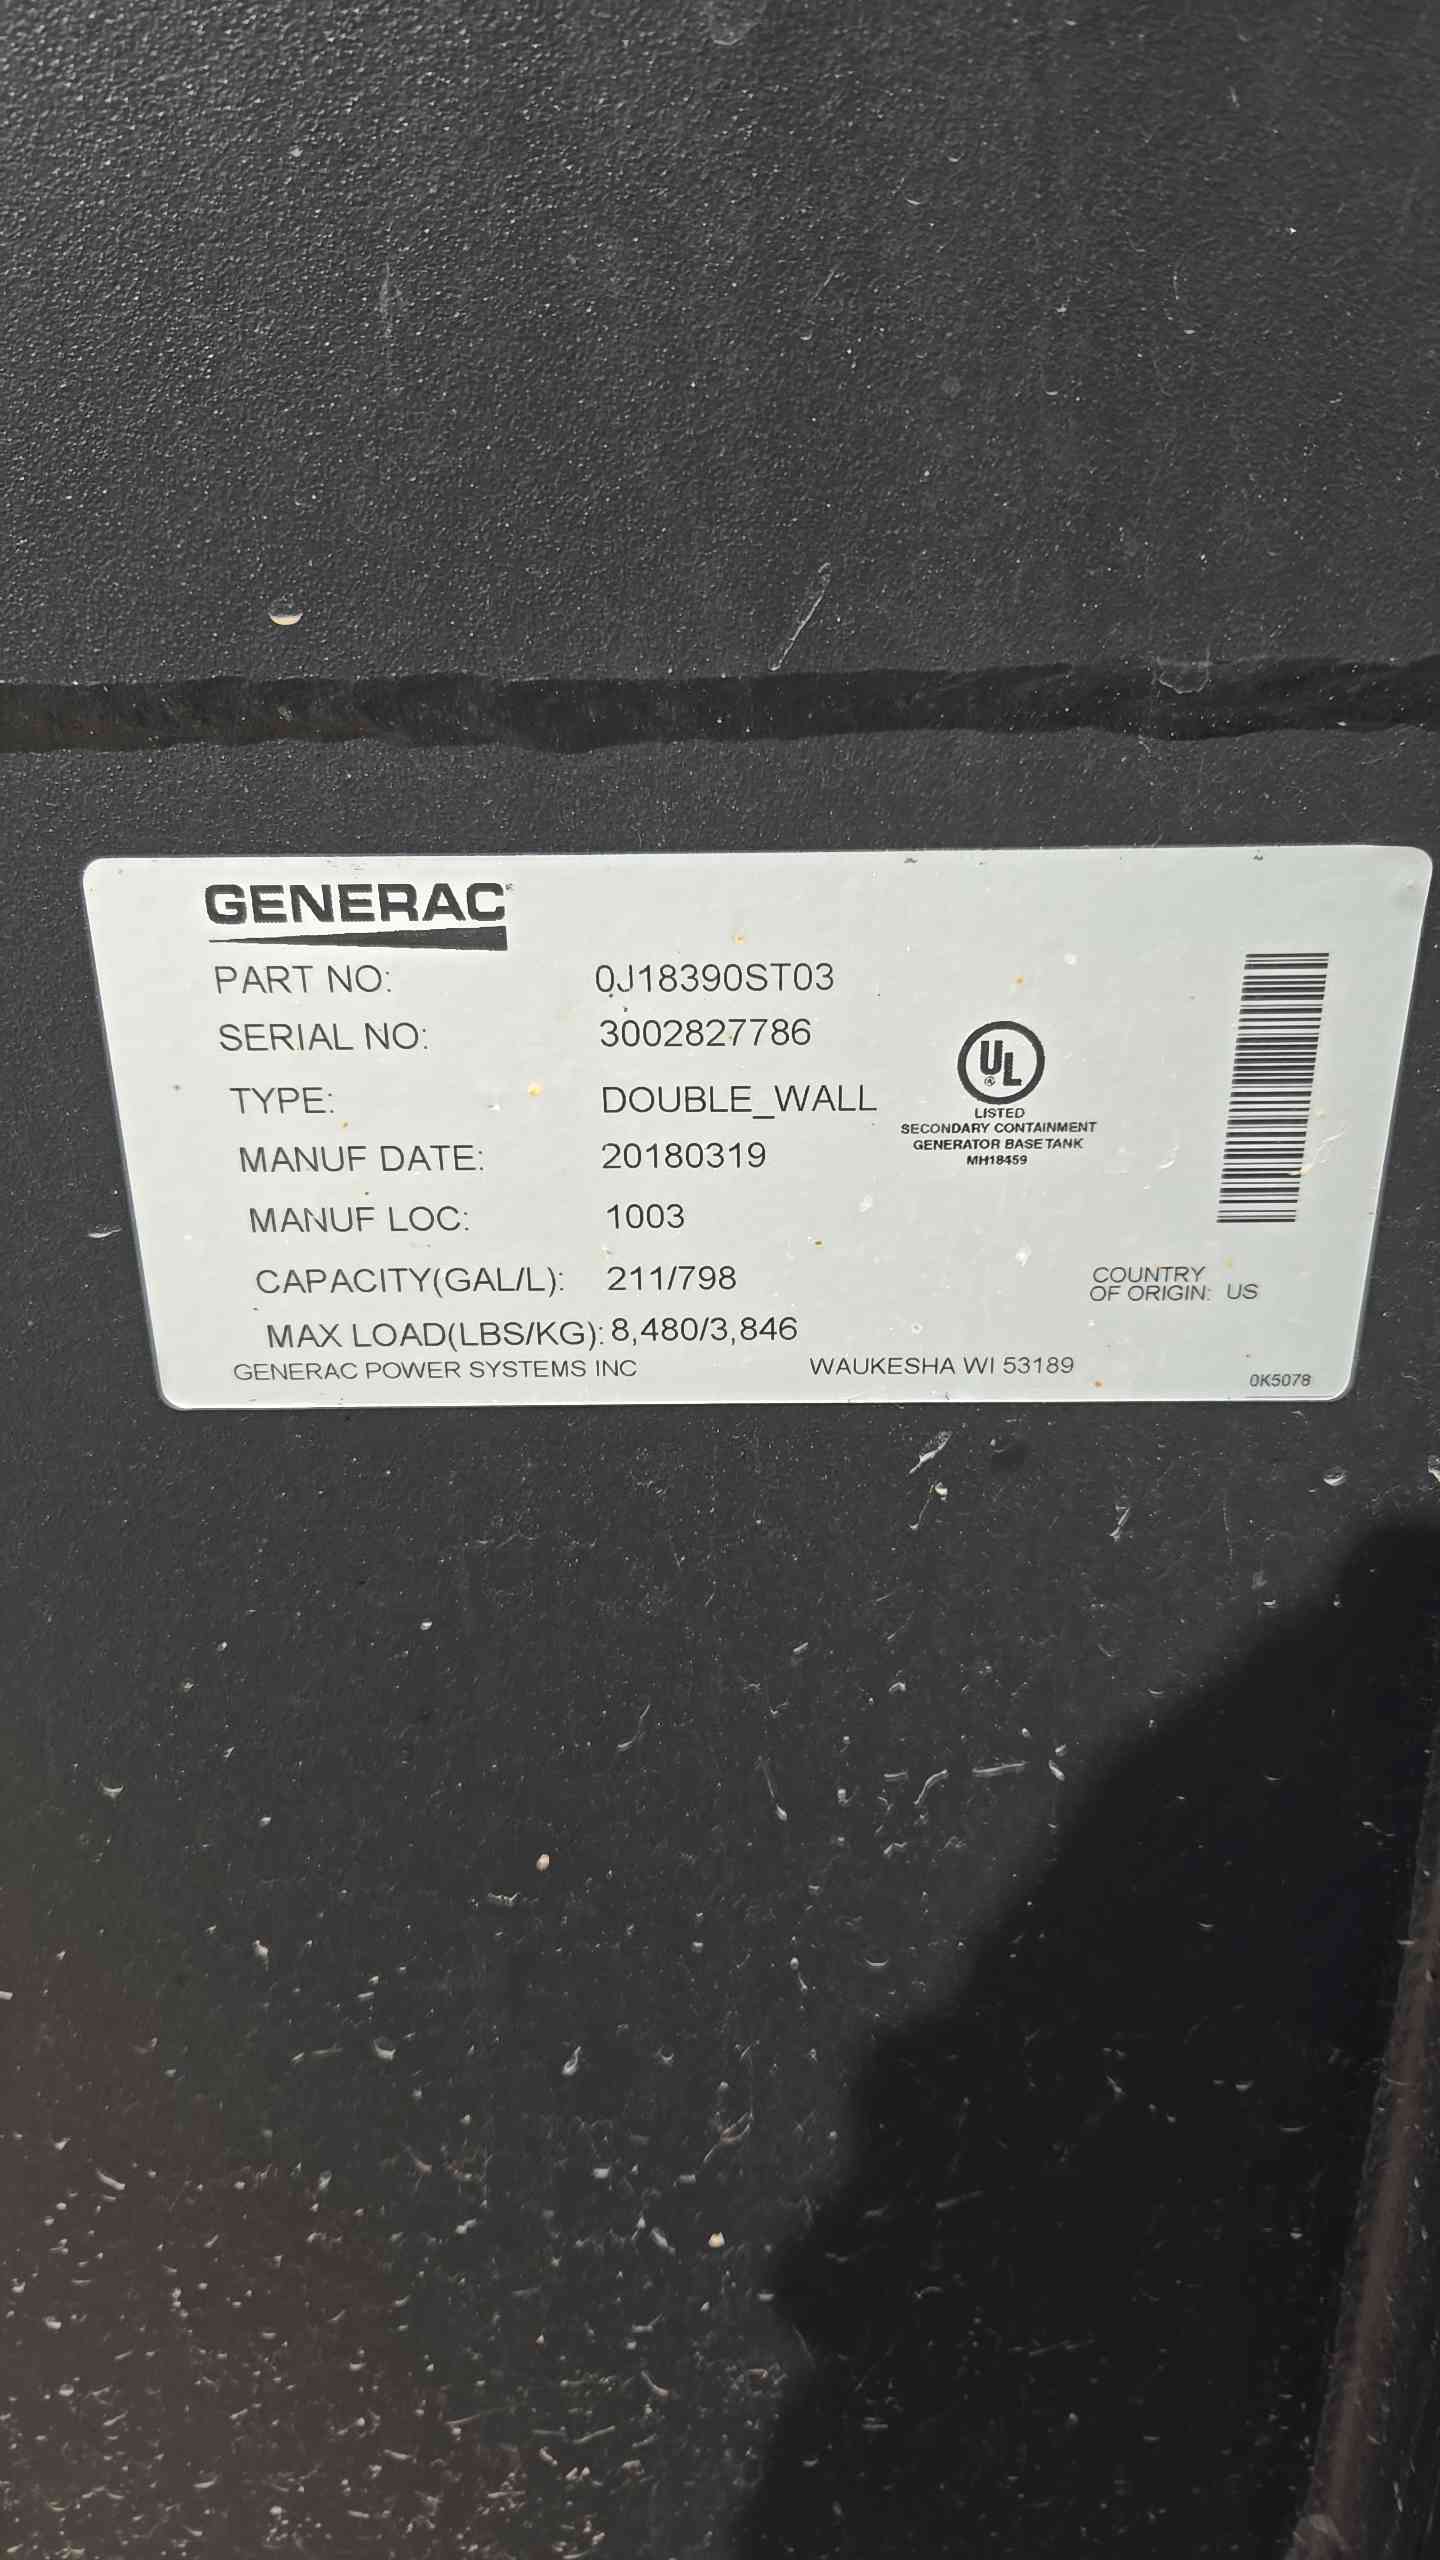 GENERAC
PART NO: 0J18390ST03
SERIAL NO: 3002827786
TYPE: DOUBLE_WALL
MANUF DATE: 20180319
MANUF LOC: 1003
CAPACITY(GAL/L): 211/798
MAX LOAD(LBS/KG): 8,480/3,846
GENERAC POWER SYSTEMS INC WAUKESHA WI 53189
UL
®
LISTED
SECONDARY CONTAINMENT
GENERATOR BASE TANK
MH18459
COUNTRY
OF ORIGIN: US
0K5078